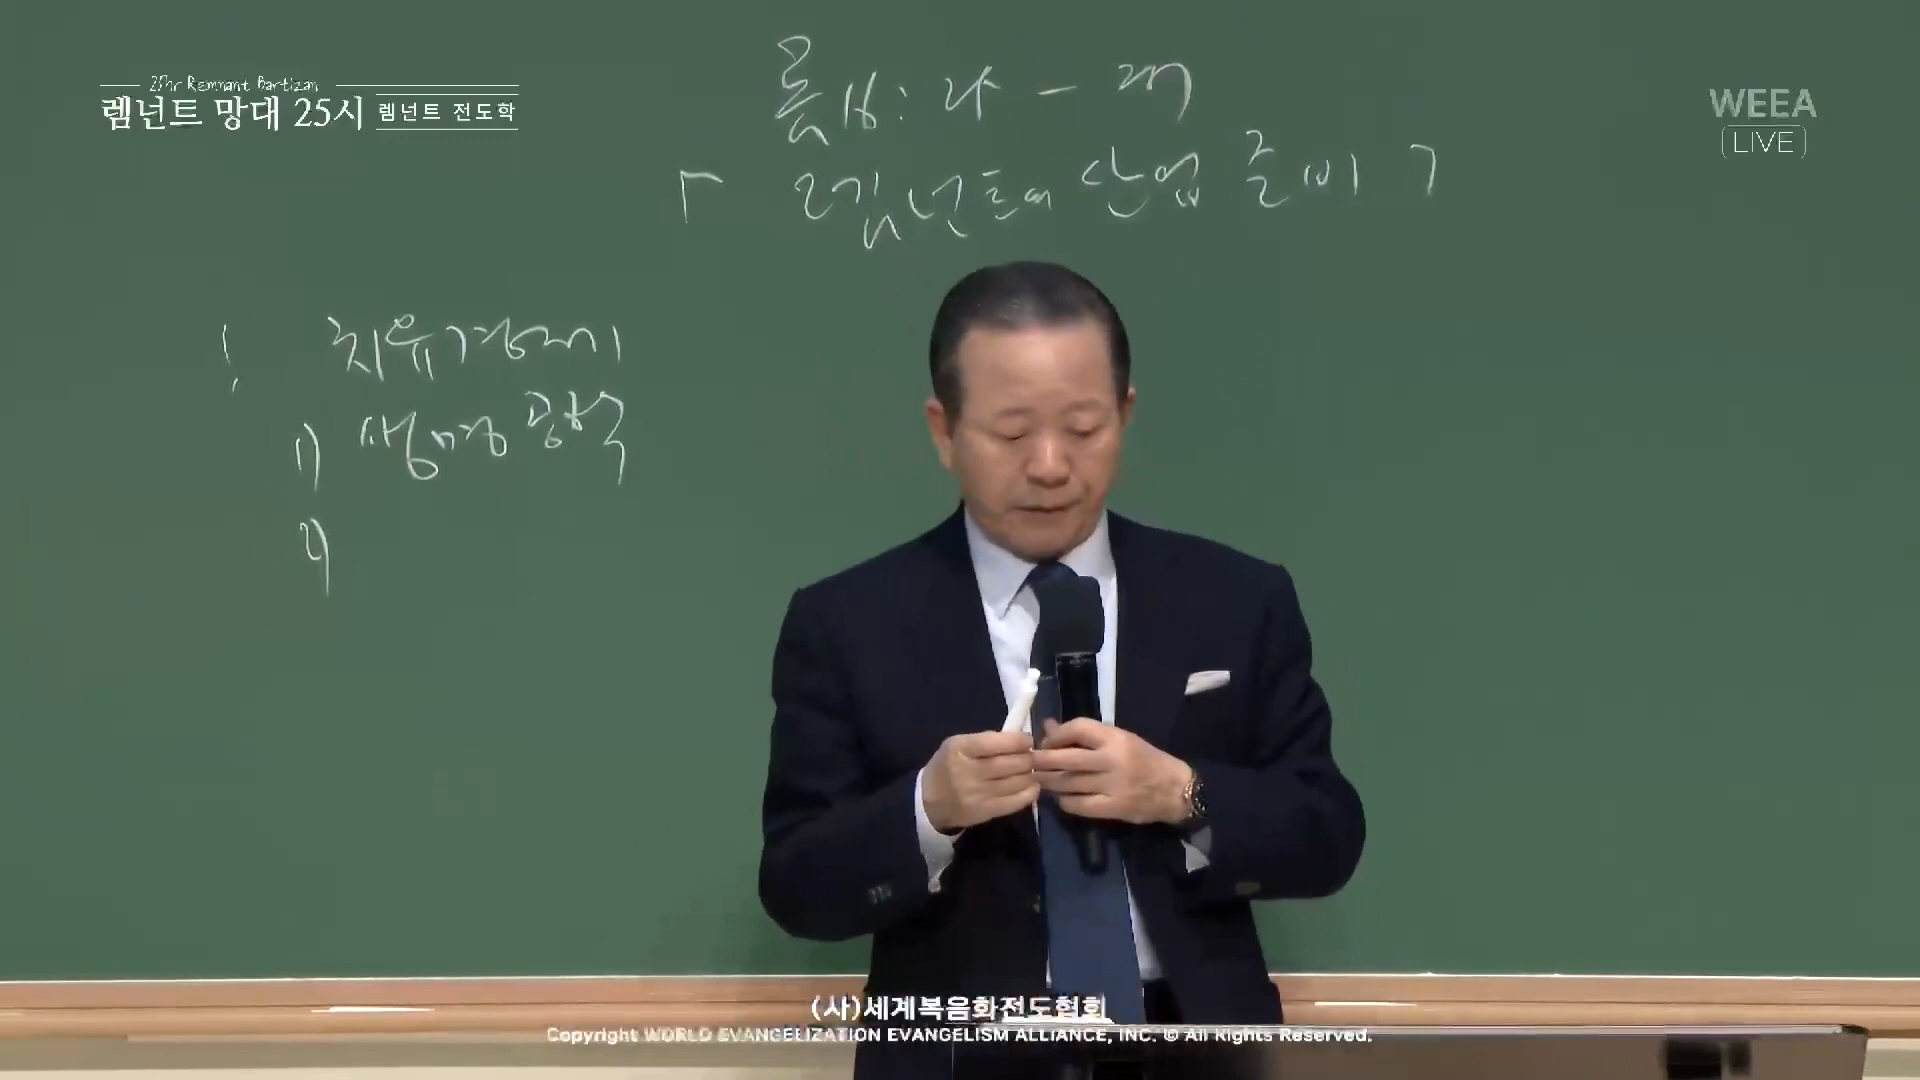 25hr Remnant Partizan
렘넌트 망대 25시 렘넌트 전도학
WEEA
LIVE
롬16:25-27
「 렘넌트의 산업 준비 」
1. 치유경제
1) 생명공학
2)
(사)세계복음화전도협회
Copyright WORLD EVANGELIZATION EVANGELISM ALLIANCE, INC. © All Rights Reserved.